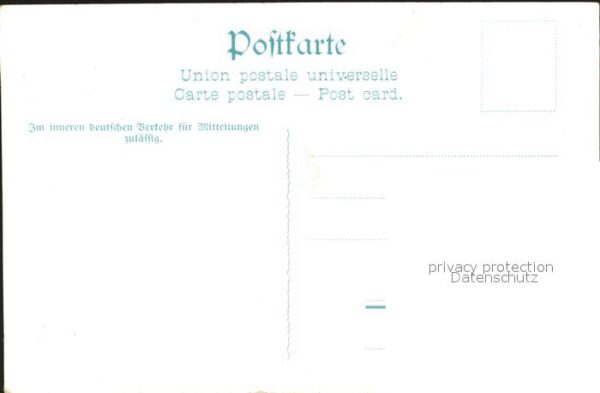 Postkarte
Union postale universelle
Carte postale — Post card.
Im inneren deutschen Verkehr für Mitteilungen
zulässig.
privacy protection
Datenschutz